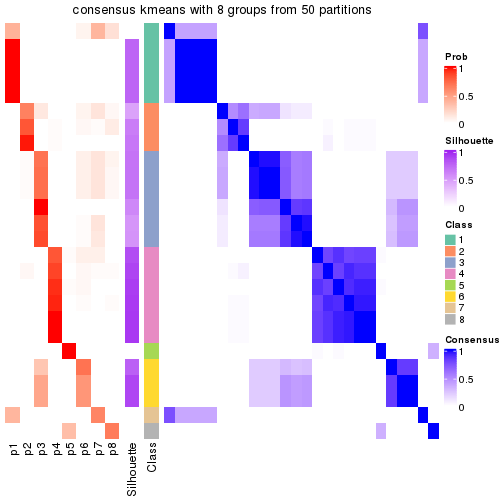 consensus kmeans with 8 groups from 50 partitions
Prob
1
0.5
0
Silhouette
1
0.5
0
Class
1
2
3
4
5
6
7
8
Consensus
1
0.5
0
p1
p2
p3
p4
p5
p6
p7
p8
Silhouette
Class